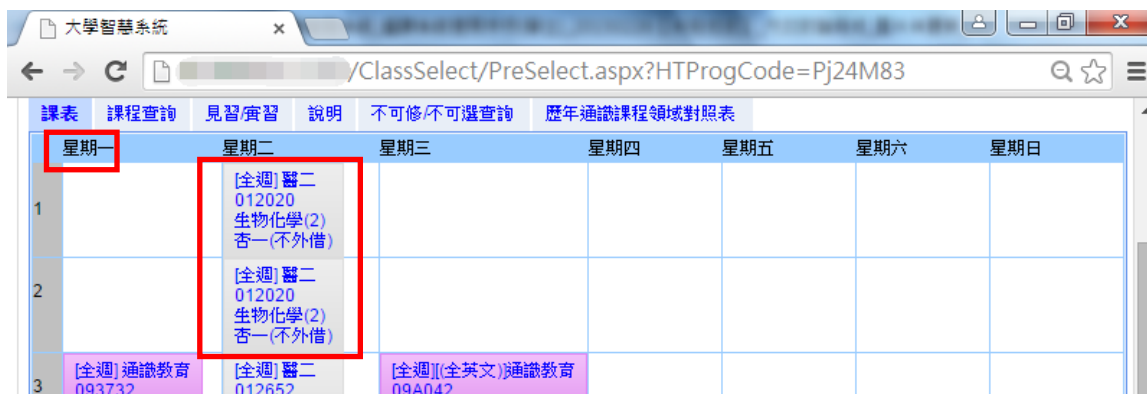 大學智慧系統
/ClassSelect/PreSelect.aspx?HTProgCode=Pj24M83
課表 課程查詢 見習/實習 說明 不可修/不可選查詢 歷年通識課程領域對照表
星期一 星期二 星期三 星期四 星期五 星期六 星期日
1
[全週] 醫二
012020
生物化學(2)
杏一(不外借)
2
[全週] 醫二
012020
生物化學(2)
杏一(不外借)
3
[全週] 通識教育
093732
[全週] 醫二
012652
[全週][(全英文)]通識教育
09A042